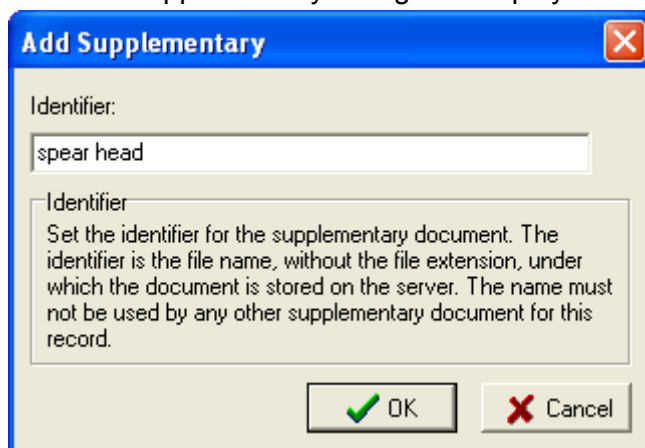 Add Supplementary
Identifier:
spear head
Identifier
Set the identifier for the supplementary document. The
identifier is the file name, without the file extension, under
which the document is stored on the server. The name must
not be used by any other supplementary document for this
record.
OK Cancel